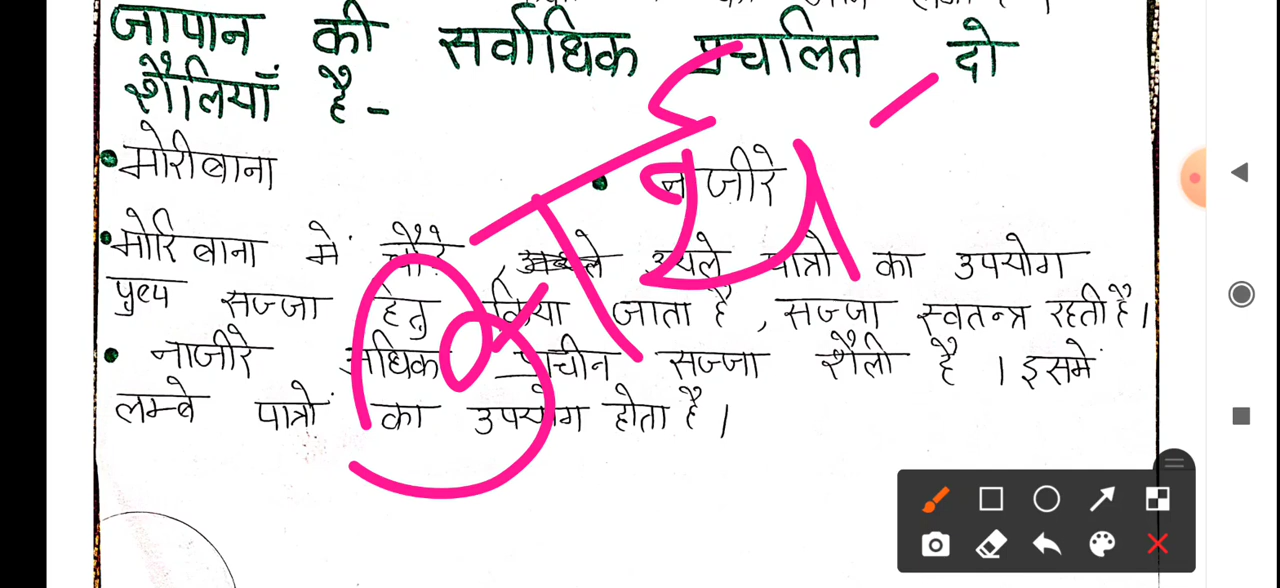 जापान की सर्वाधिक प्रचलित दो
शैलियाँ है -
• मोरीबाना • नाजीरे
• मोरिबाना में चौरे उथले पात्रो का उपयोग
पुष्प सज्जा हेतु किया जाता है, सज्जा स्वतन्त्र रहती है।
• नाजीरे अधिक प्राचीन सज्जा शैली है । इसमें
लम्बे पात्रों का उपयोग होता है ।